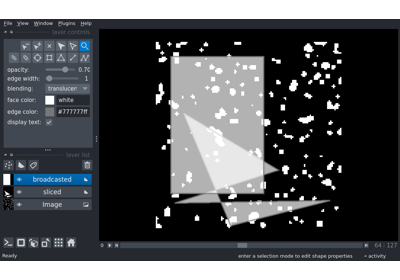 File View Window Plugins Help
layer controls
opacity: 0.70
edge width: 1
blending: translucen
face color: white
edge color: #777777ff
display text:
layer list
broadcasted
sliced
Image
0 64 127
Ready enter a selection mode to edit shape properties activity